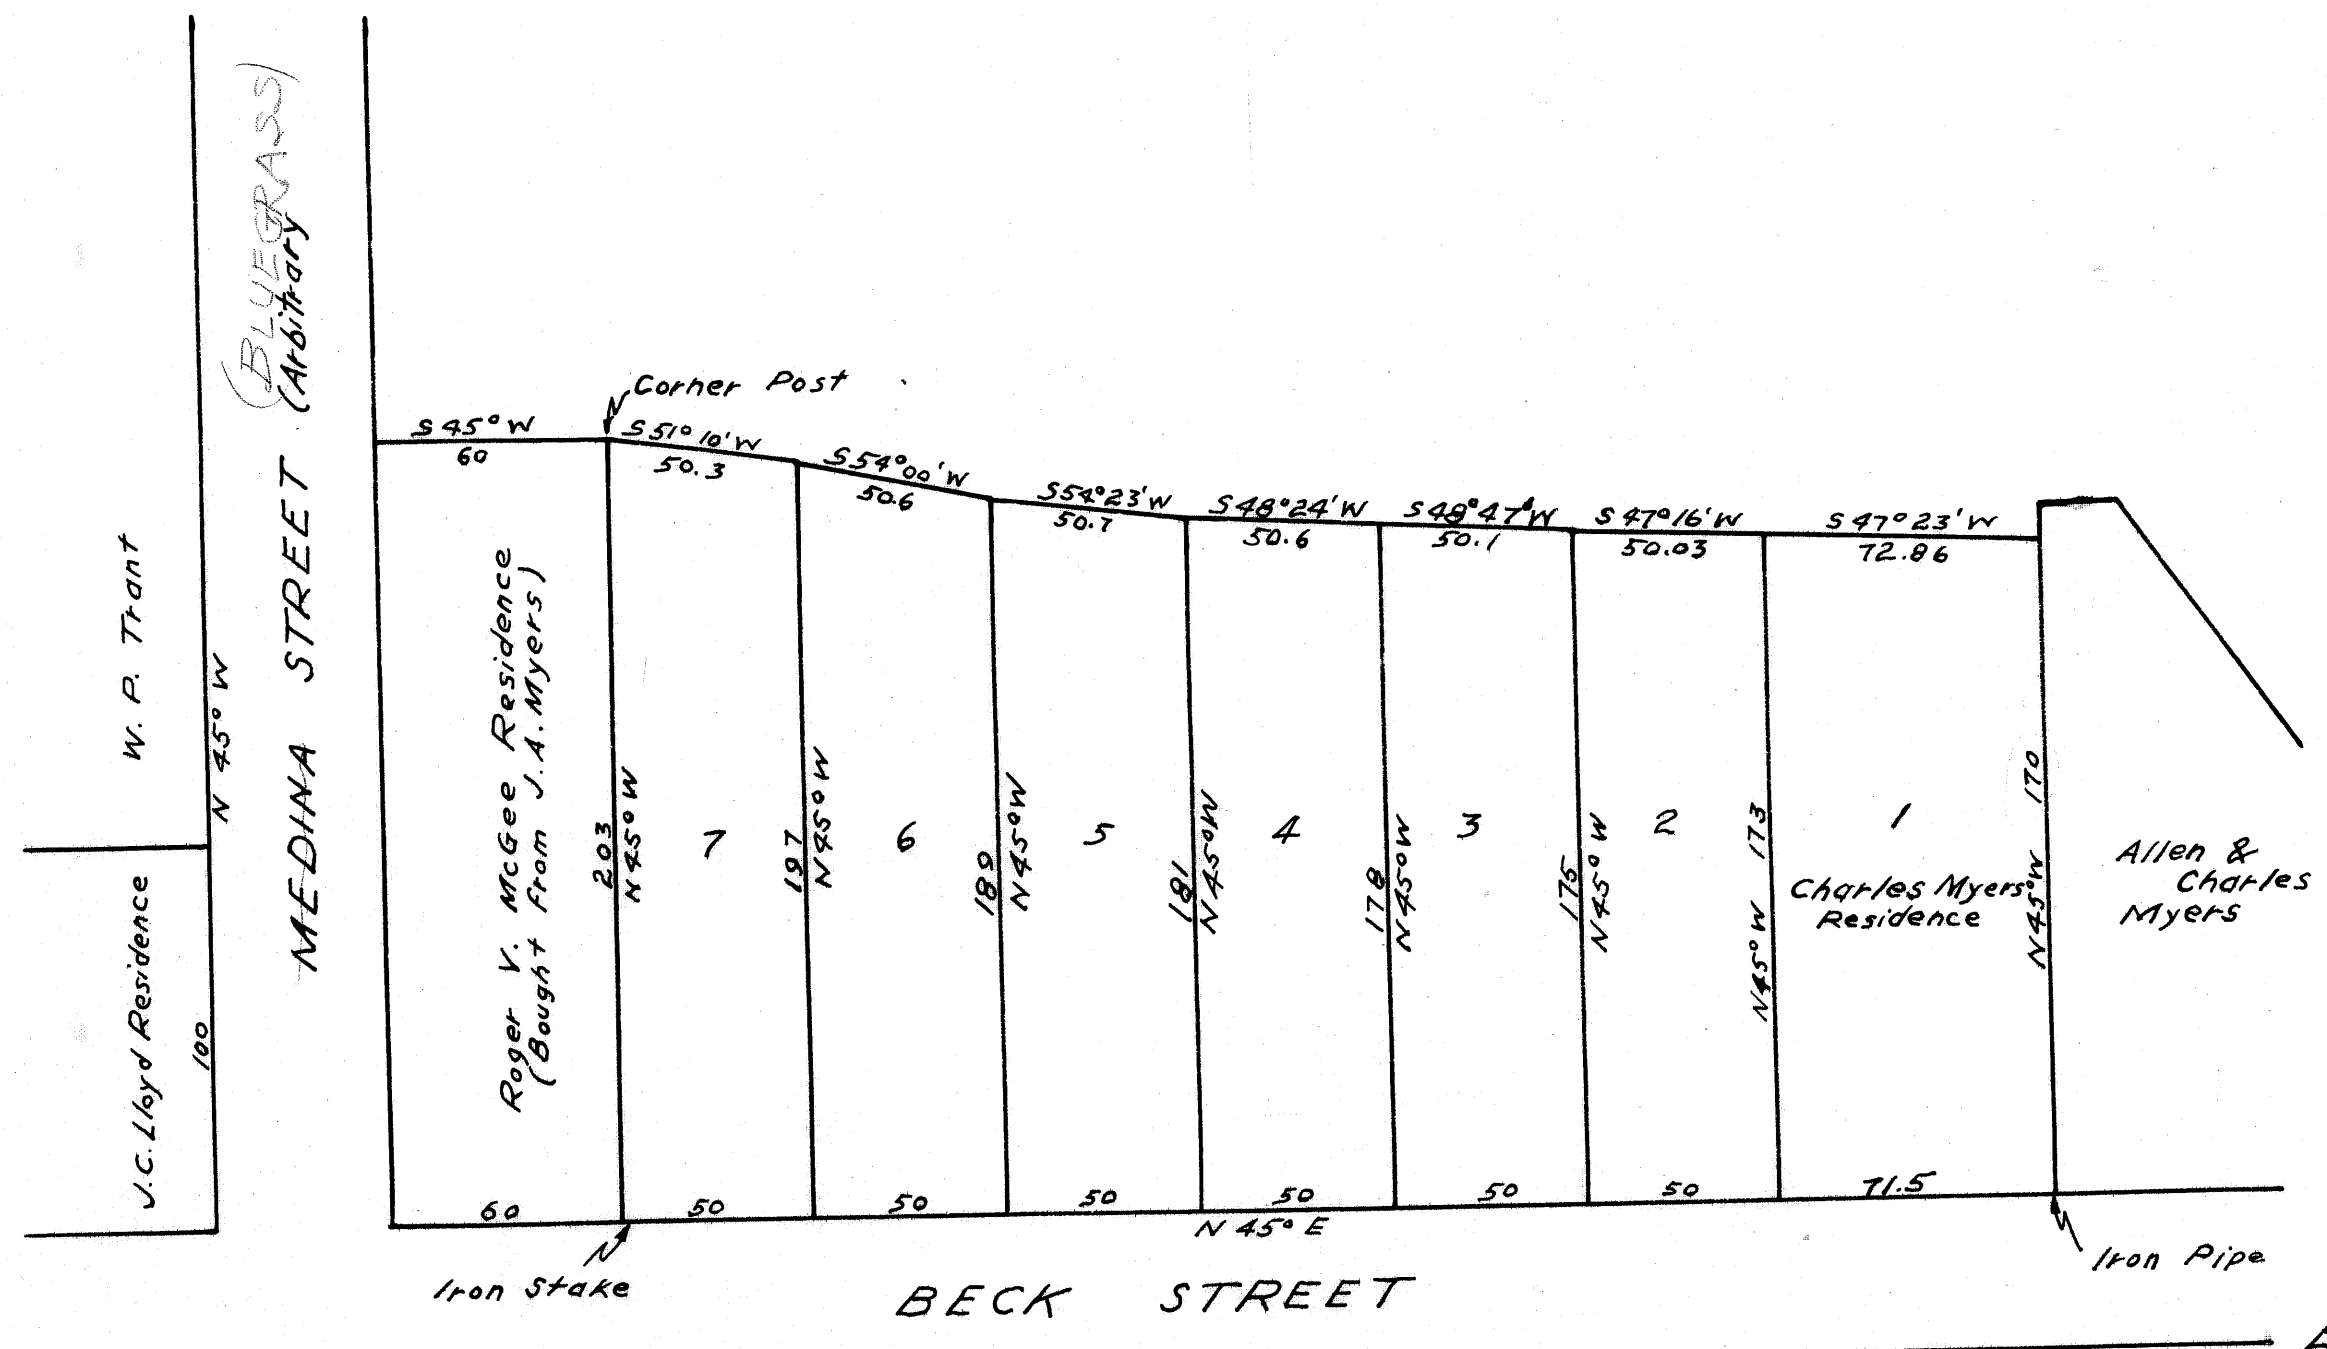 (BLUEGRASS)
(Arbitrary
MEDINA STREET
W. P. Trant
N 45° W
J.C. Lloyd Residence
100
Corner Post
S 45° W
60
S 51° 10' W
50.3
S 54° 00' W
50.6
S 54° 23' W
50.7
S 48° 24' W
50.6
S 48° 47' W
50.1
S 47° 16' W
50.03
S 47° 23' W
72.86
Roger V. McGee Residence
(Bought From J.A. Myers)
203
N 45° W
7
197
N 45° W
6
189
N 45° W
5
181
N 45° W
4
178
N 45° W
3
175
N 45° W
2
N 45° W 173
1
Charles Myers
Residence
N 45° W 170
Allen &
Charles
Myers
60
50
50
50
50
50
50
71.5
N 45° E
Iron Stake
BECK STREET
Iron Pipe